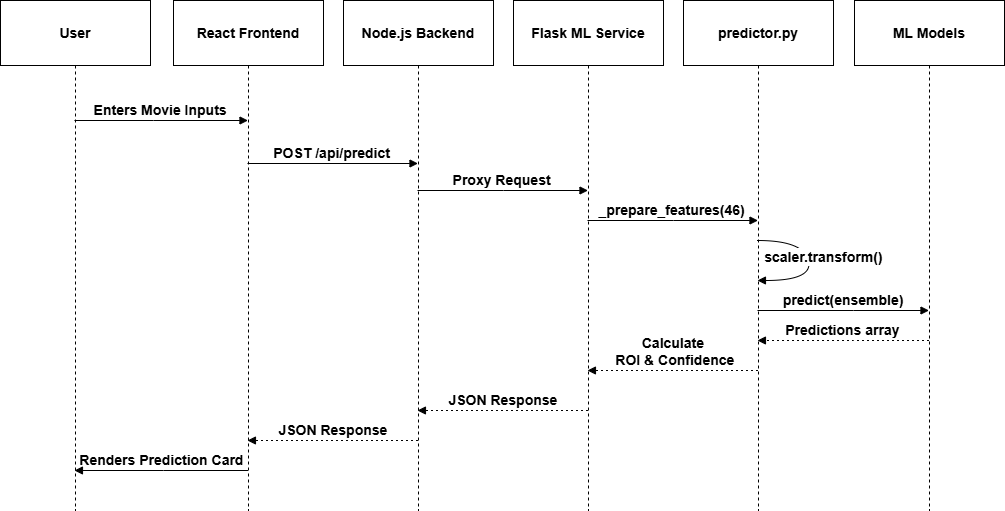 User
React Frontend
Node.js Backend
Flask ML Service
predictor.py
ML Models
Enters Movie Inputs
POST /api/predict
Proxy Request
_prepare_features(46)
scaler.transform()
predict(ensemble)
Predictions array
Calculate
ROI & Confidence
JSON Response
JSON Response
Renders Prediction Card